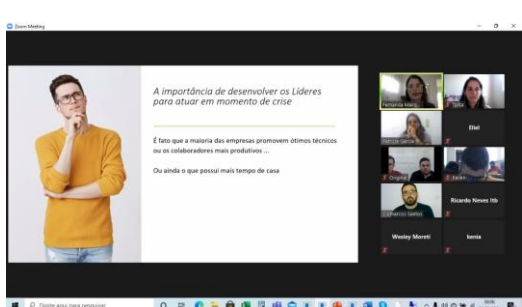 Zoom Meeting
A importância de desenvolver os Líderes
para atuar em momento de crise
É fato que a maioria das empresas promovem ótimos técnicos
ou os colaboradores mais produtivos ...
Ou ainda o que possui mais tempo de casa
Eliel
Ricardo Neves Itb
Wesley Moreti
kenia
Digite aqui para pesquisar